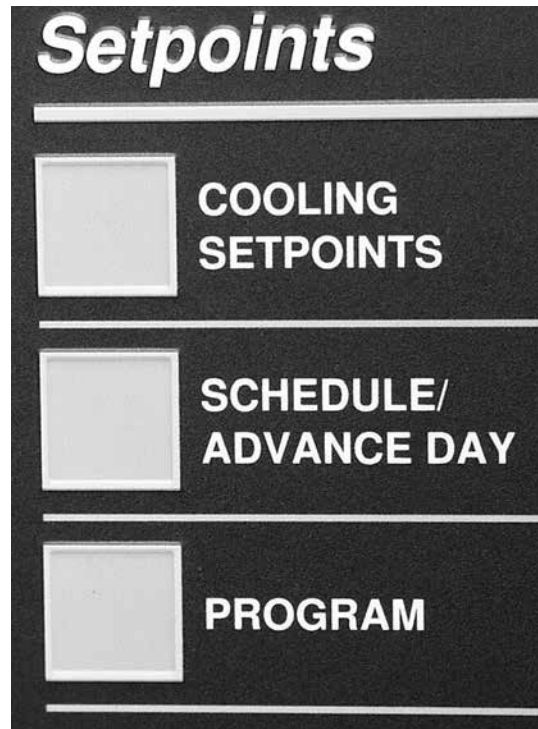 Setpoints
COOLING
SETPOINTS
SCHEDULE/
ADVANCE DAY
PROGRAM